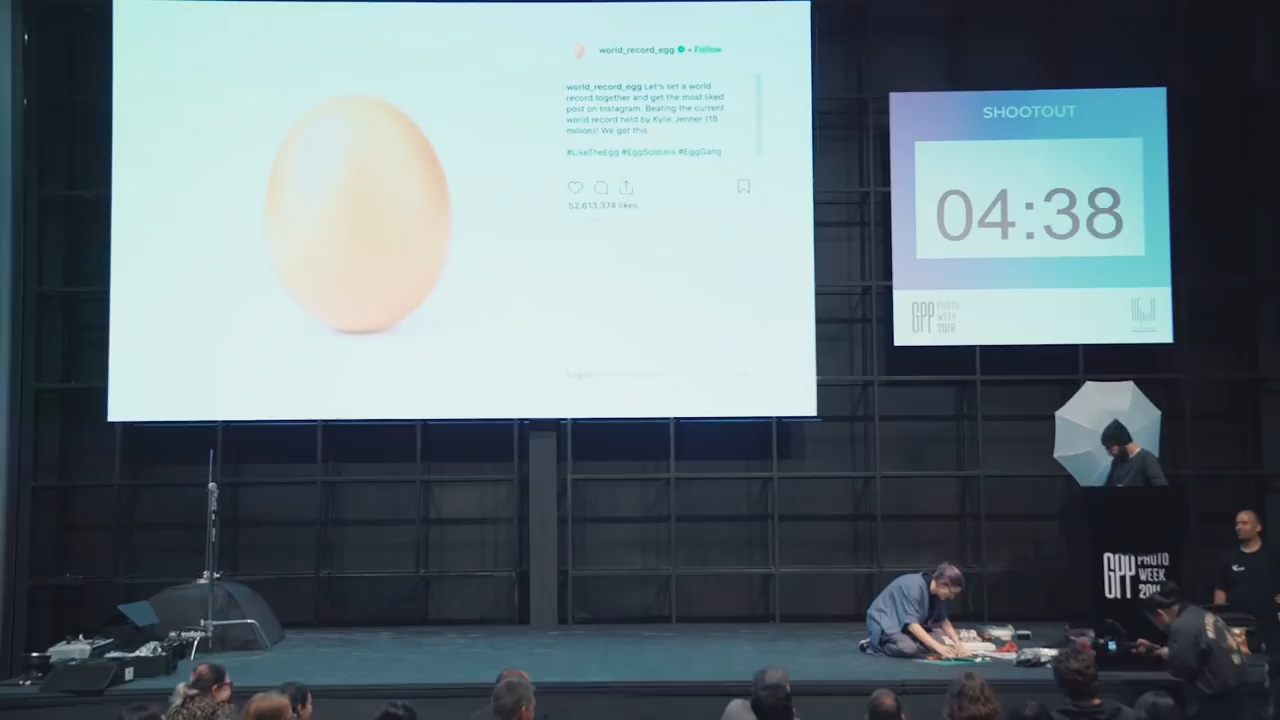 world_record_egg • Follow
world_record_egg Let's set a world
record together and get the most liked
post on Instagram. Beating the current
world record held by Kylie Jenner (18
million)! We got this
#LikeTheEgg #EggSoldiers #EggGang
52,613,374 likes
SHOOTOUT
04:38
GPP PHOTO
WEEK
2019
GPP PHOTO
WEEK